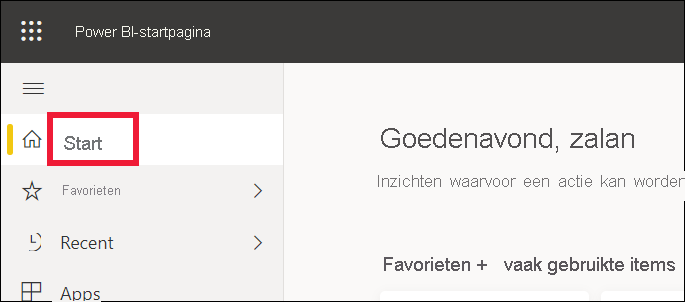 Power BI-startpagina
Start
Favorieten
Recent
Apps
Goedenavond, zalan
Inzichten waarvoor een actie kan worden
Favorieten + vaak gebruikte items